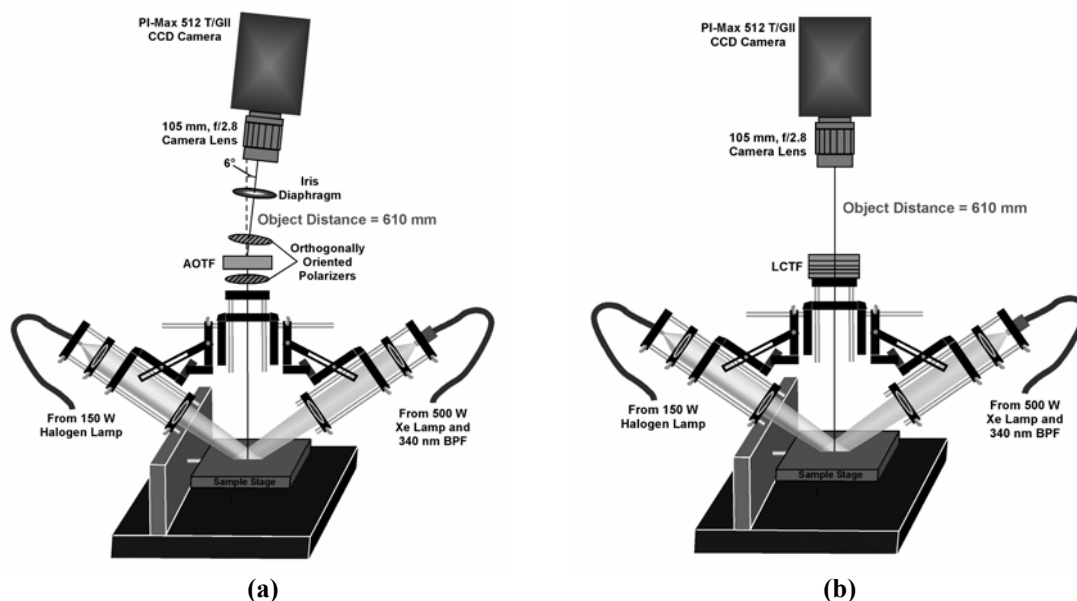 PI-Max 512 T/GII
CCD Camera
105 mm, f/2.8
Camera Lens
6°
Iris
Diaphragm
Object Distance = 610 mm
AOTF
Orthogonally
Oriented
Polarizers
From 150 W
Halogen Lamp
From 500 W
Xe Lamp and
340 nm BPF
Sample Stage
(a)
PI-Max 512 T/GII
CCD Camera
105 mm, f/2.8
Camera Lens
Object Distance = 610 mm
LCTF
From 150 W
Halogen Lamp
From 500 W
Xe Lamp and
340 nm BPF
Sample Stage
(b)